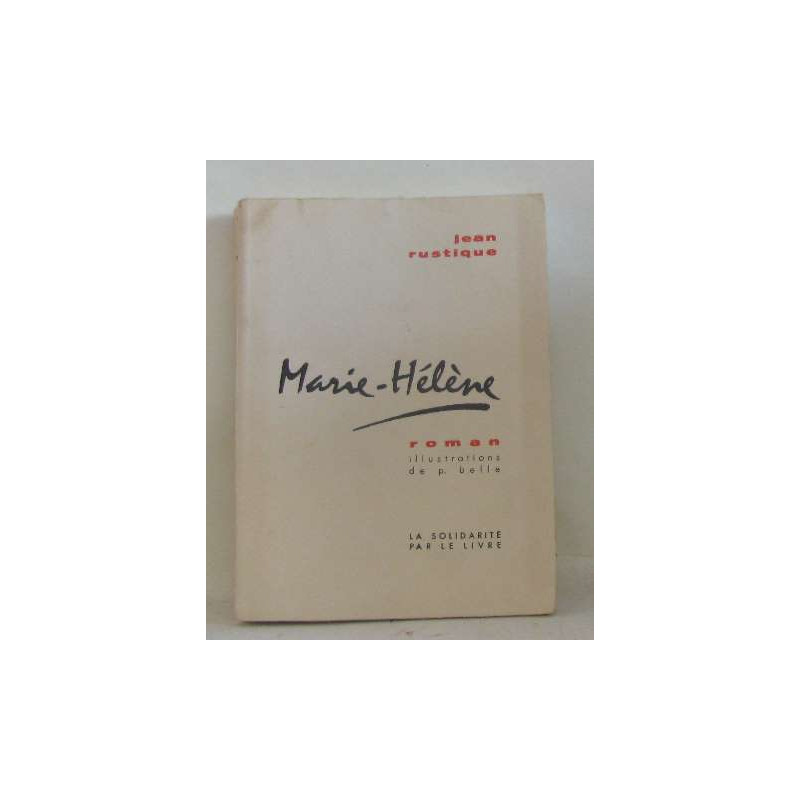 jean
rustique
Marie-Hélène
roman
illustrations
de p. belle
LA SOLIDARITÉ
PAR LE LIVRE